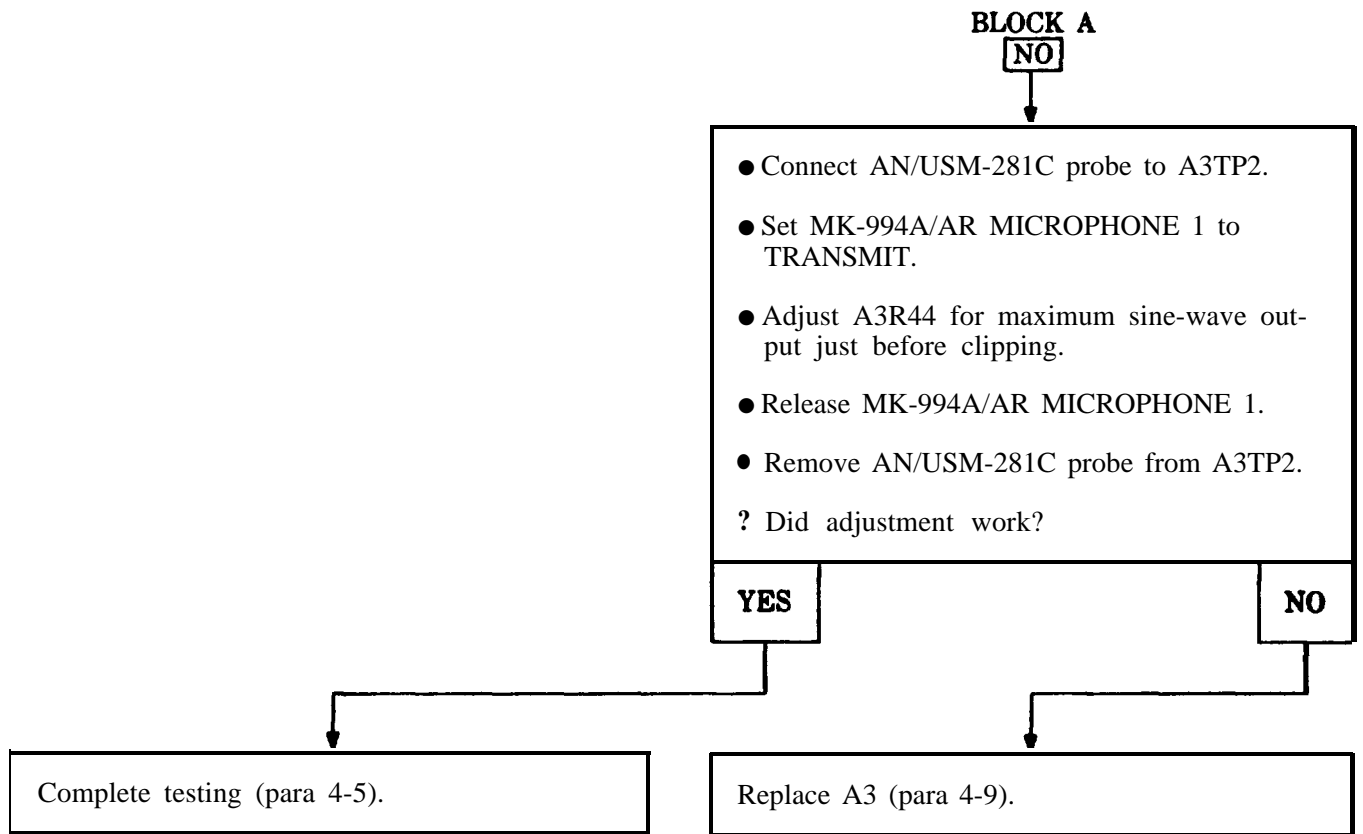 BLOCK A
NO
● Connect AN/USM-281C probe to A3TP2.
● Set MK-994A/AR MICROPHONE 1 to
TRANSMIT.
● Adjust A3R44 for maximum sine-wave out-
put just before clipping.
● Release MK-994A/AR MICROPHONE 1.
● Remove AN/USM-281C probe from A3TP2.
? Did adjustment work?
YES
NO
Complete testing (para 4-5).
Replace A3 (para 4-9).